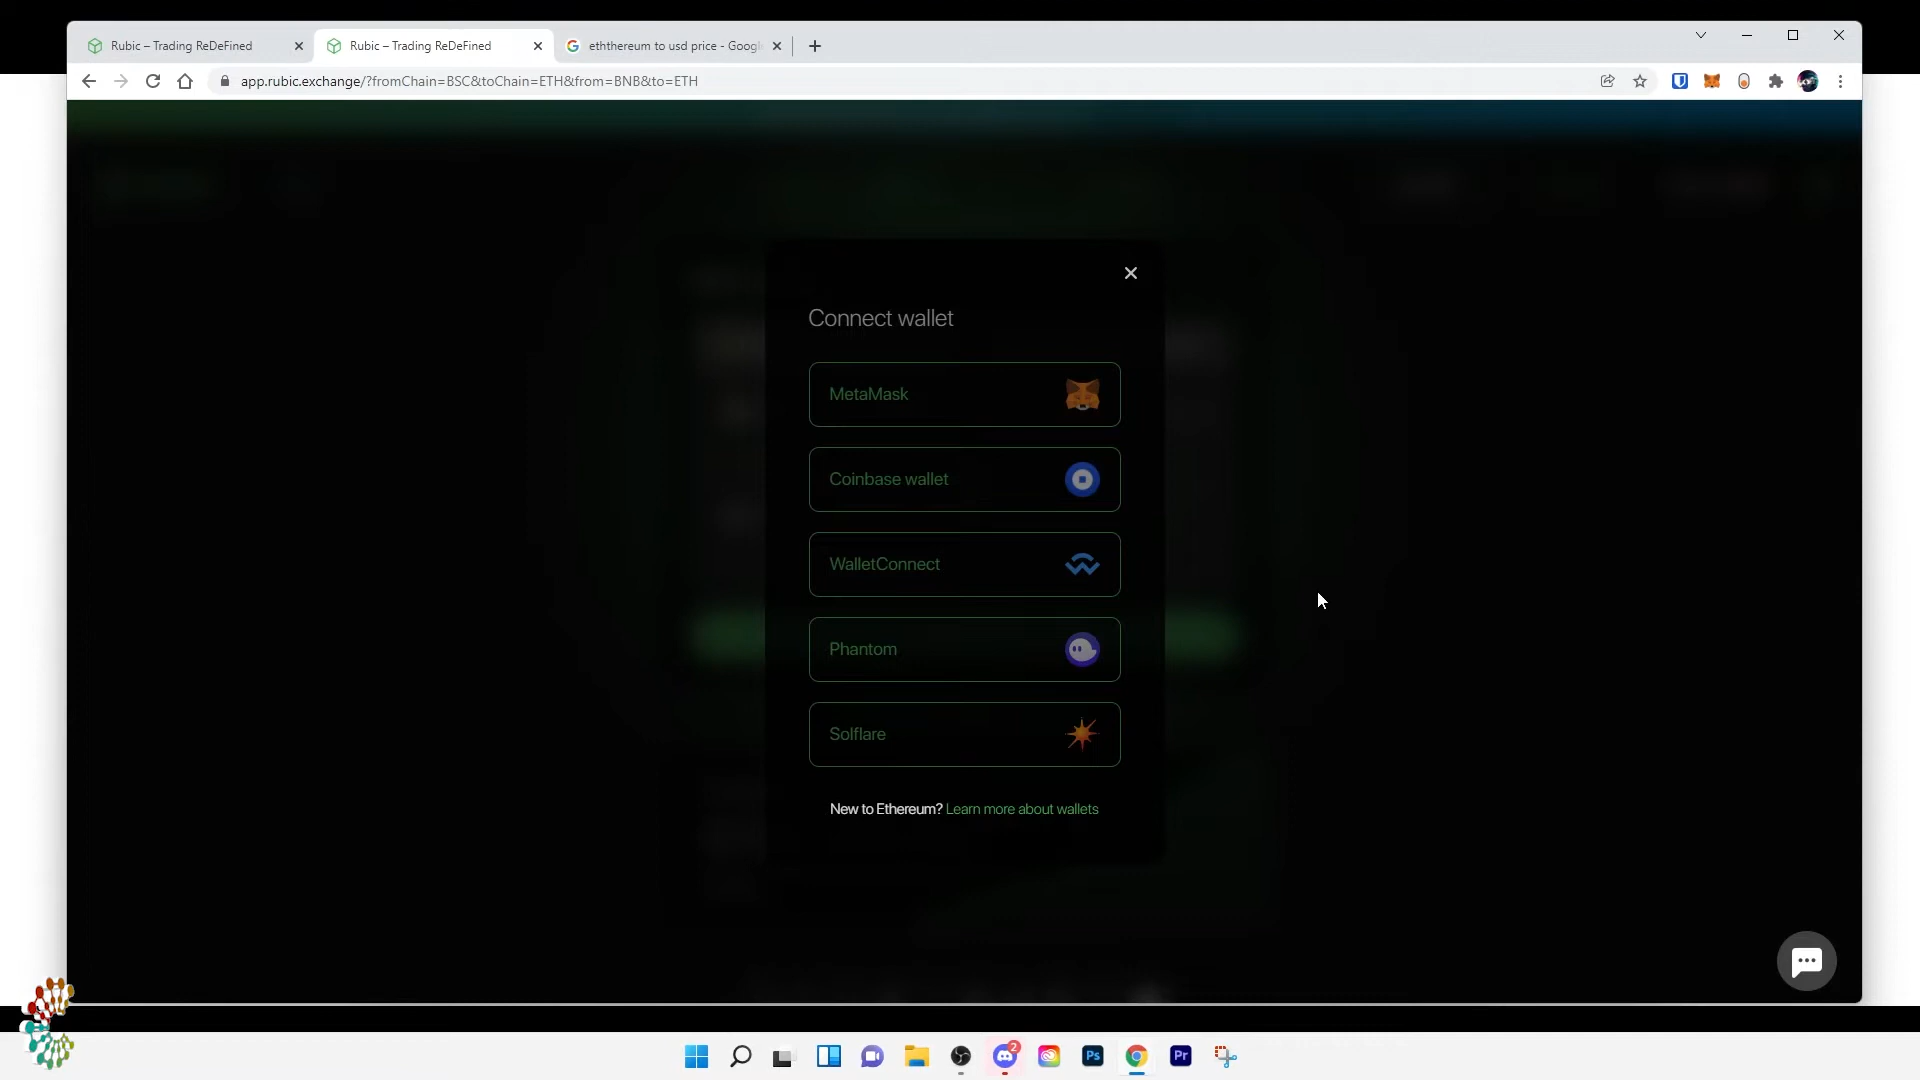 Rubic – Trading ReDeFined
Rubic – Trading ReDeFined
eththereum to usd price - Googl
app.rubic.exchange/?fromChain=BSC&toChain=ETH&from=BNB&to=ETH
Connect wallet
MetaMask
Coinbase wallet
WalletConnect
Phantom
Solflare
New to Ethereum? Learn more about wallets
2
Ps
Pr